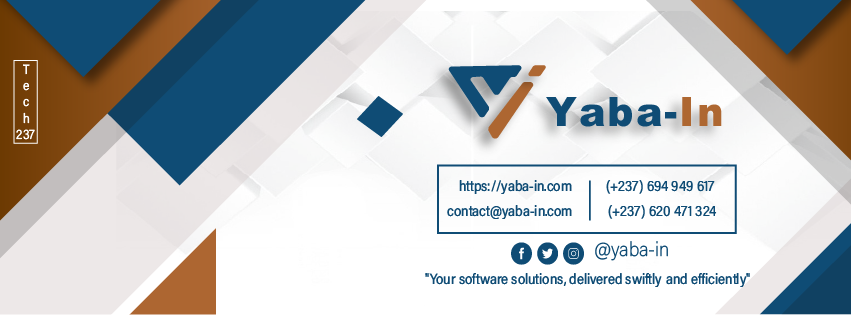 T
e
c
h
237
Yaba-In
https://yaba-in.com
(+237) 694 949 617
contact@yaba-in.com
(+237) 620 471 324
@yaba-in
"Your software solutions, delivered swiftly and efficiently"